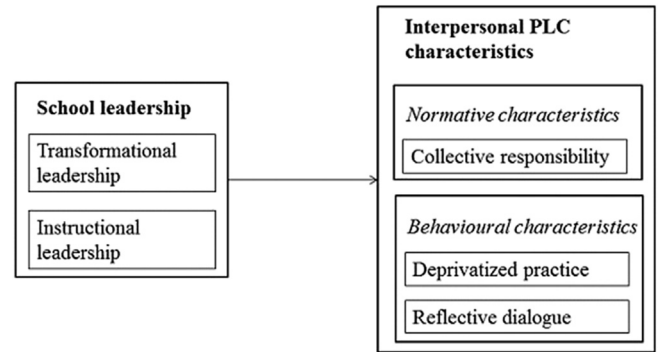 School leadership
Transformational
leadership
Instructional
leadership
Interpersonal PLC
characteristics
Normative characteristics
Collective responsibility
Behavioural characteristics
Deprivatized practice
Reflective dialogue